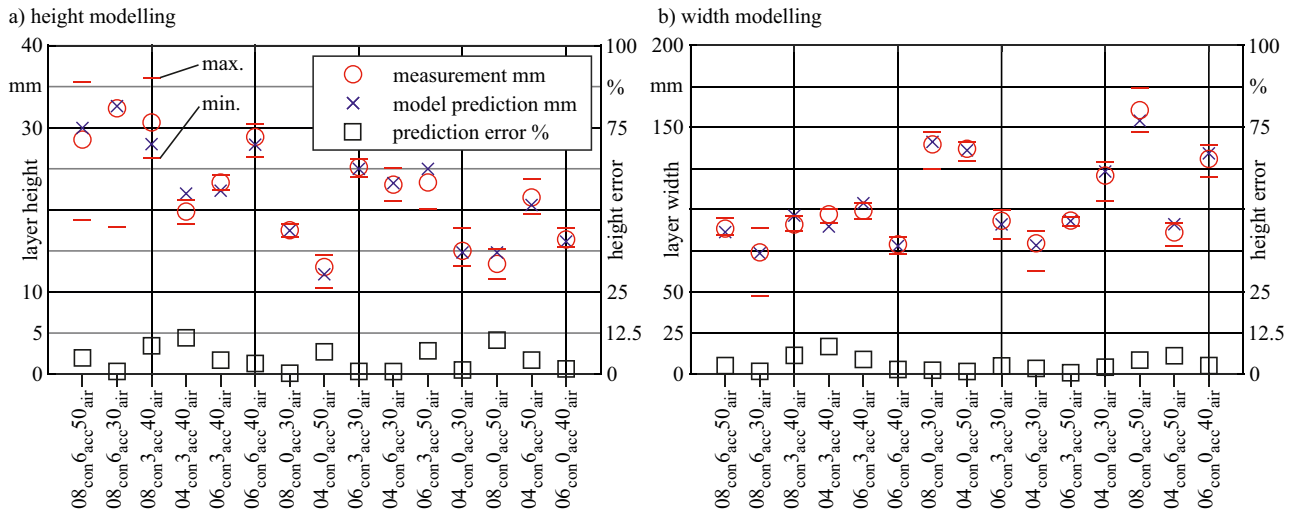 a) height modelling
b) width modelling
40
mm
30
20
10
5
0
layer height
100
%
75
50
25
12.5
0
height error
max.
min.
measurement mm
model prediction mm
prediction error %
08con6acc50air
08con6acc30air
08con3acc40air
04con3acc40air
06con3acc40air
06con6acc40air
08con0acc30air
04con0acc50air
06con3acc30air
04con6acc30air
06con3acc50air
04con0acc30air
08con0acc50air
04con6acc50air
06con0acc40air
200
mm
150
50
25
0
layer width
100
%
75
25
12.5
0
height error
08con6acc50air
08con6acc30air
08con3acc40air
04con3acc40air
06con3acc40air
06con6acc40air
08con0acc30air
04con0acc50air
06con3acc30air
04con6acc30air
06con3acc50air
04con0acc30air
08con0acc50air
04con6acc50air
06con0acc40air